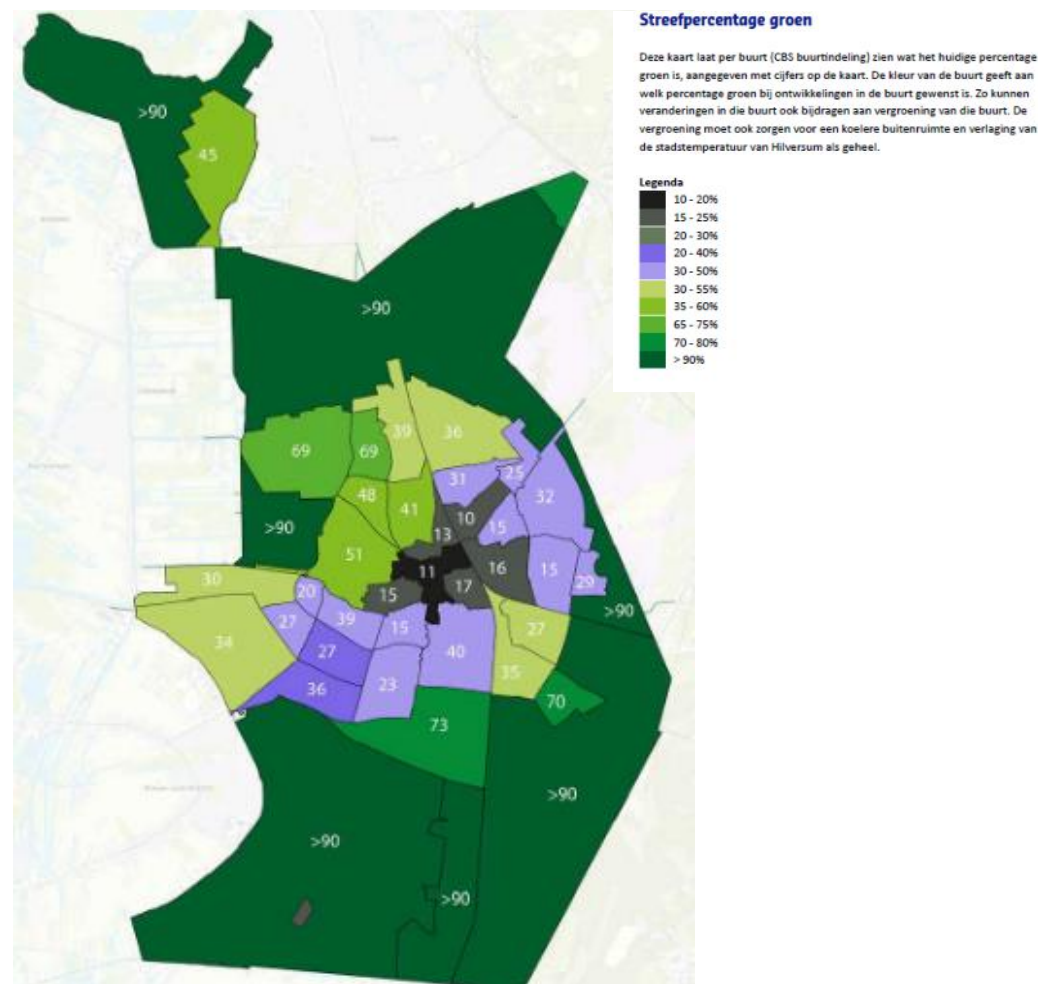 Streefpercentage groen
Deze kaart laat per buurt (CBS buurtindeling) zien wat het huidige percentage
groen is, aangegeven met cijfers op de kaart. De kleur van de buurt geeft aan
welk percentage groen bij ontwikkelingen in de buurt gewenst is. Zo kunnen
veranderingen in die buurt ook bijdragen aan vergroening van die buurt. De
vergroening moet ook zorgen voor een koelere buitenruimte en verlaging van
de stadstemperatuur van Hilversum als geheel.
Legenda
10 - 20%
15 - 25%
20 - 30%
20 - 40%
30 - 50%
30 - 55%
35 - 60%
65 - 75%
70 - 80%
> 90%
>90
45
>90
39
36
69
69
31
25
48
32
41
10
>90
13
15
51
11
16
15
30
17
29
20
15
>90
27
39
15
27
34
27
40
35
36
23
70
73
>90
>90
>90